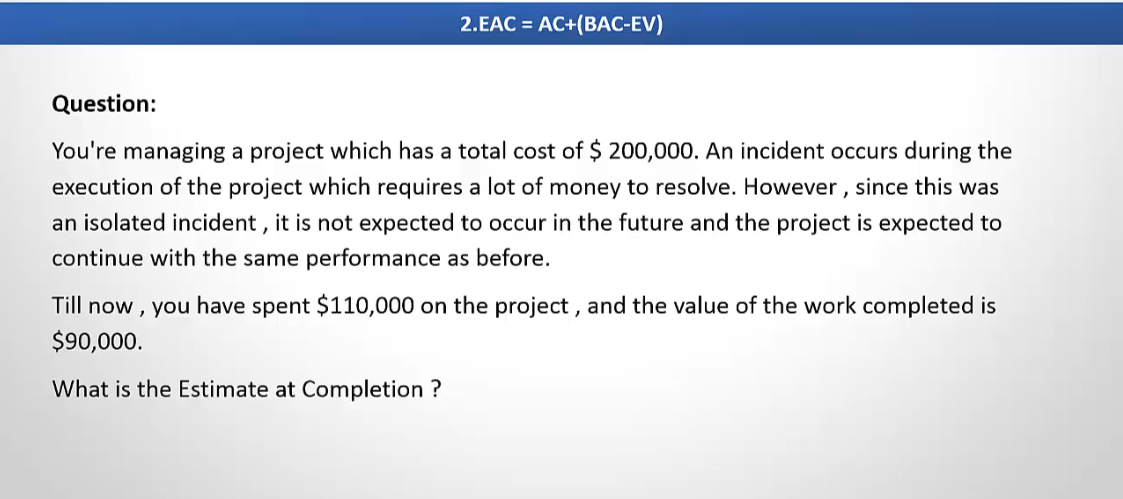 2.EAC = AC+(BAC-EV)
Question:
You're managing a project which has a total cost of $ 200,000. An incident occurs during the
execution of the project which requires a lot of money to resolve. However , since this was
an isolated incident , it is not expected to occur in the future and the project is expected to
continue with the same performance as before.
Till now , you have spent $110,000 on the project , and the value of the work completed is
$90,000.
What is the Estimate at Completion ?